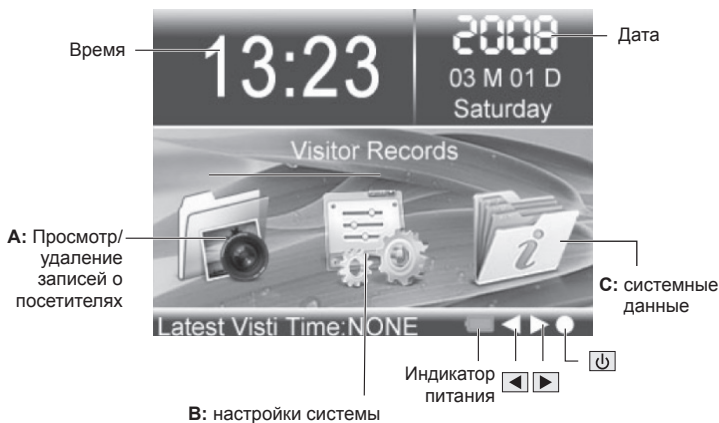 Время
13:23
2008
Дата
03 M 01 D
Saturday
Visitor Records
A: Просмотр/
удаление
записей о
посетителях
C: системные
данные
Latest Visti Time:NONE
Индикатор
питания
B: настройки системы